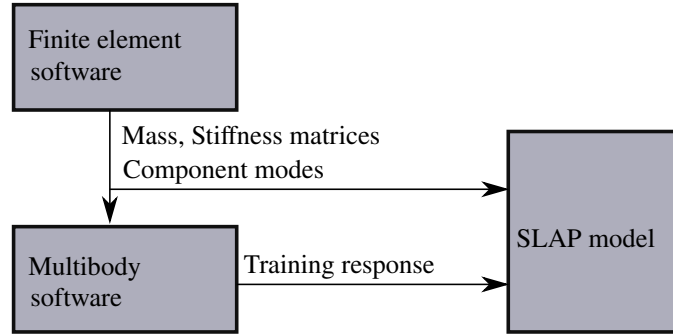 Finite element
software
Mass, Stiffness matrices
Component modes
SLAP model
Multibody
software
Training response